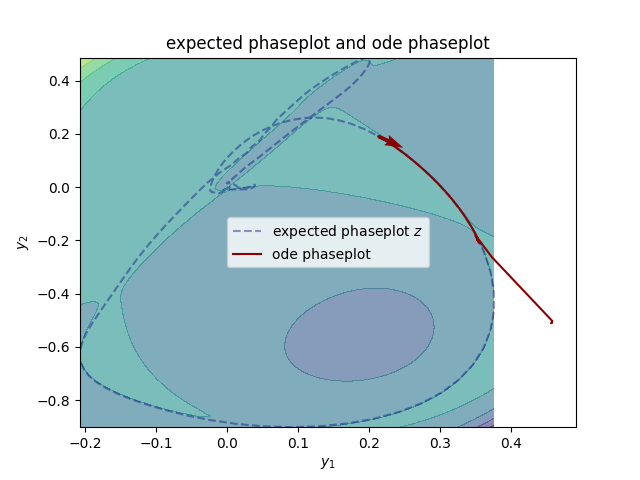 expected phaseplot and ode phaseplot
0.4
0.2
0.0
−0.2
−0.4
−0.6
−0.8
y₂
expected phaseplot z
ode phaseplot
−0.2 −0.1 0.0 0.1 0.2 0.3 0.4
y₁